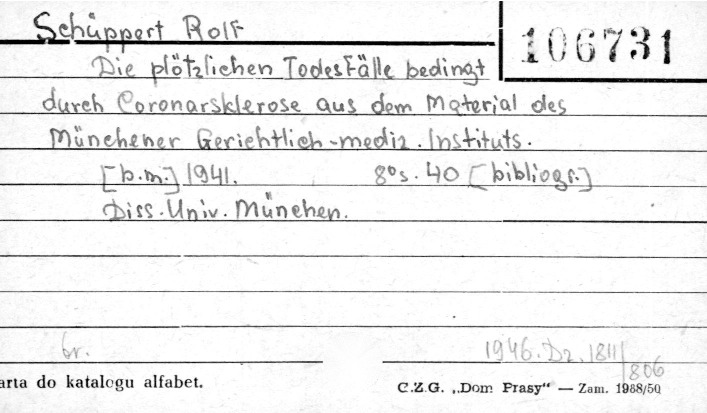 Schüppert Rolf
106731
Die plötzlichen Todesfälle bedingt
durch Coronarsklerose aus dem Material des
Münchener Gerichtlich-mediz. Instituts.
[b.m.] 1941. 8°s. 40 [bibliogr.]
Diss. Univ. München.
br.
1946. Dz. 1811/806
arta do katalogu alfabet.
C.Z.G. „Dom Prasy" — Zam. 1988/50